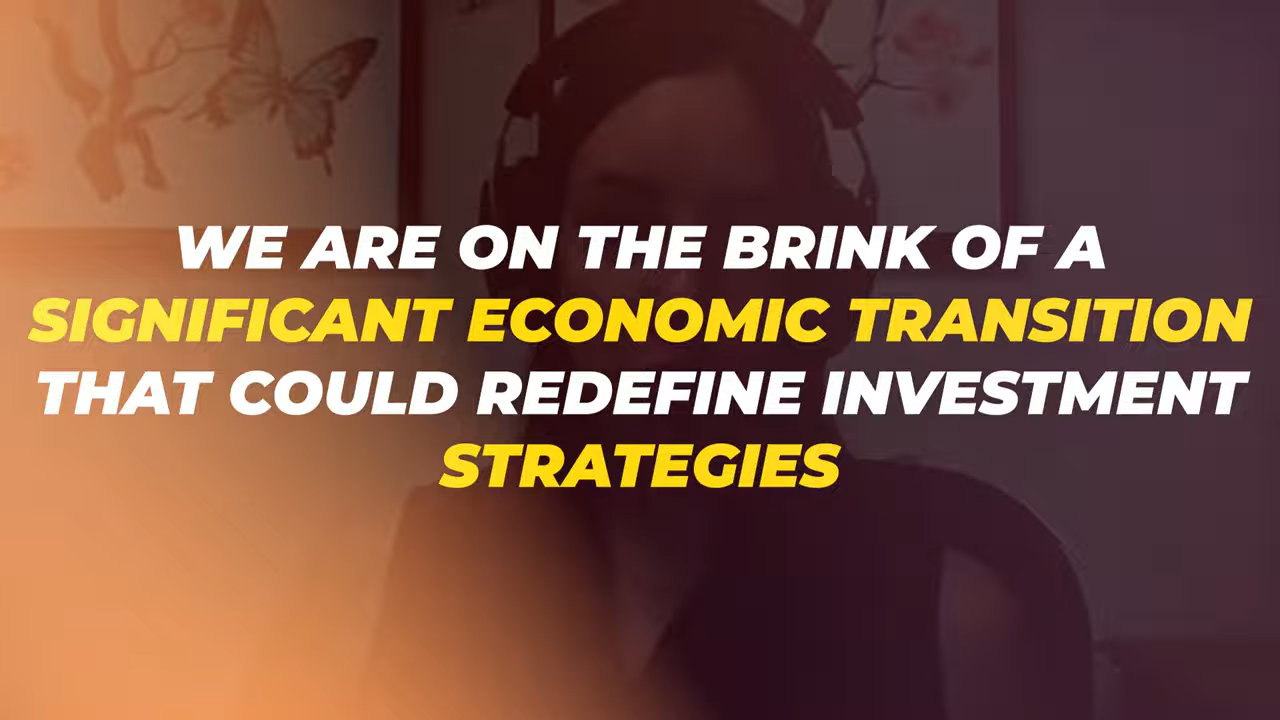 WE ARE ON THE BRINK OF A
SIGNIFICANT ECONOMIC TRANSITION
THAT COULD REDEFINE INVESTMENT
STRATEGIES